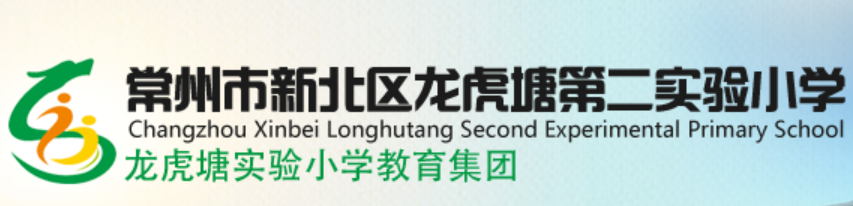 常州市新北区龙虎塘第二实验小学
Changzhou Xinbei Longhutang Second Experimental Primary School
龙虎塘实验小学教育集团